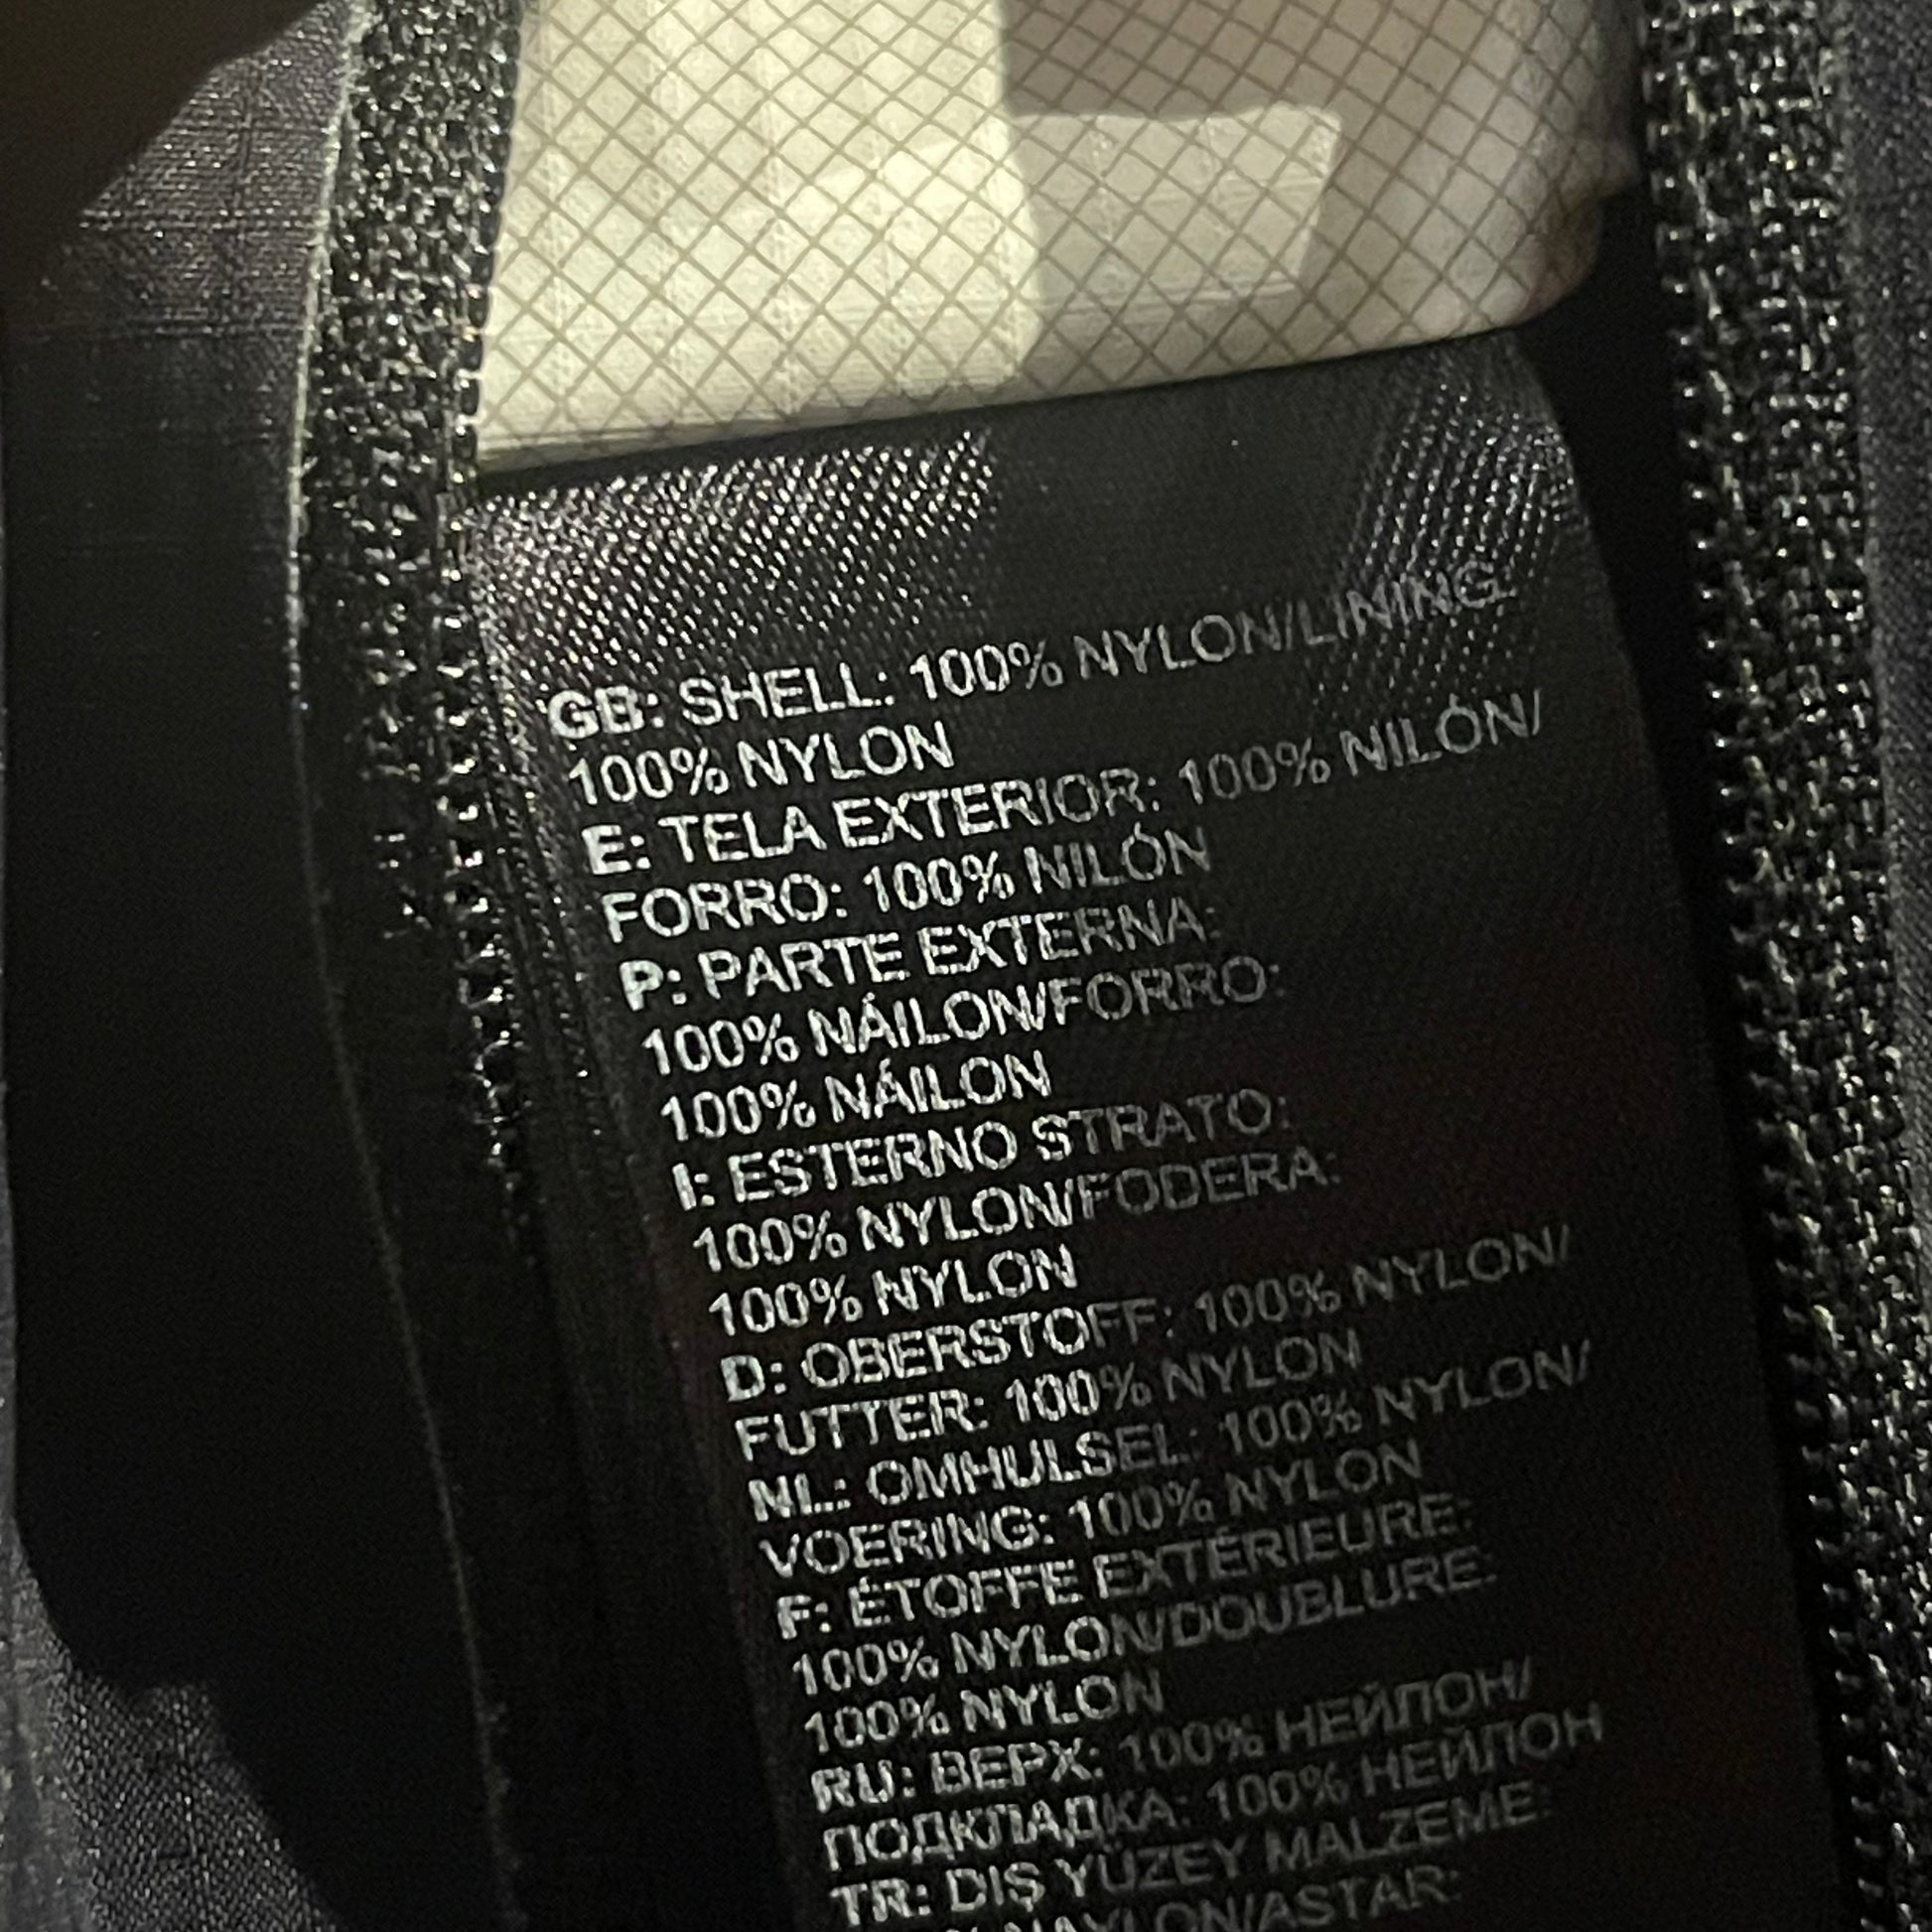 GB: SHELL: 100% NYLON/LINING:
100% NYLON
E: TELA EXTERIOR: 100% NILÓN/
FORRO: 100% NILÓN
P: PARTE EXTERNA:
100% NÁILON/FORRO:
100% NÁILON
I: ESTERNO STRATO:
100% NYLON/FODERA:
100% NYLON
D: OBERSTOFF: 100% NYLON/
FUTTER: 100% NYLON
NL: OMHULSEL: 100% NYLON/
VOERING: 100% NYLON
F: ÉTOFFE EXTÉRIEURE:
100% NYLON/DOUBLURE:
100% NYLON
RU: ВЕРХ: 100% НЕЙЛОН/
ПОДКЛАДКА: 100% НЕЙЛОН
TR: DIŞ YÜZEY MALZEME:
NAYLON/ASTAR: